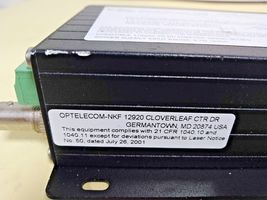 OPTELECOM-NKF 12920 CLOVERLEAF CTR DR
GERMANTOWN, MD 20874 USA
This equipment complies with 21 CFR 1040.10 and
1040.11 except for deviations pursuant to Laser Notice
No. 50, dated July 26, 2001